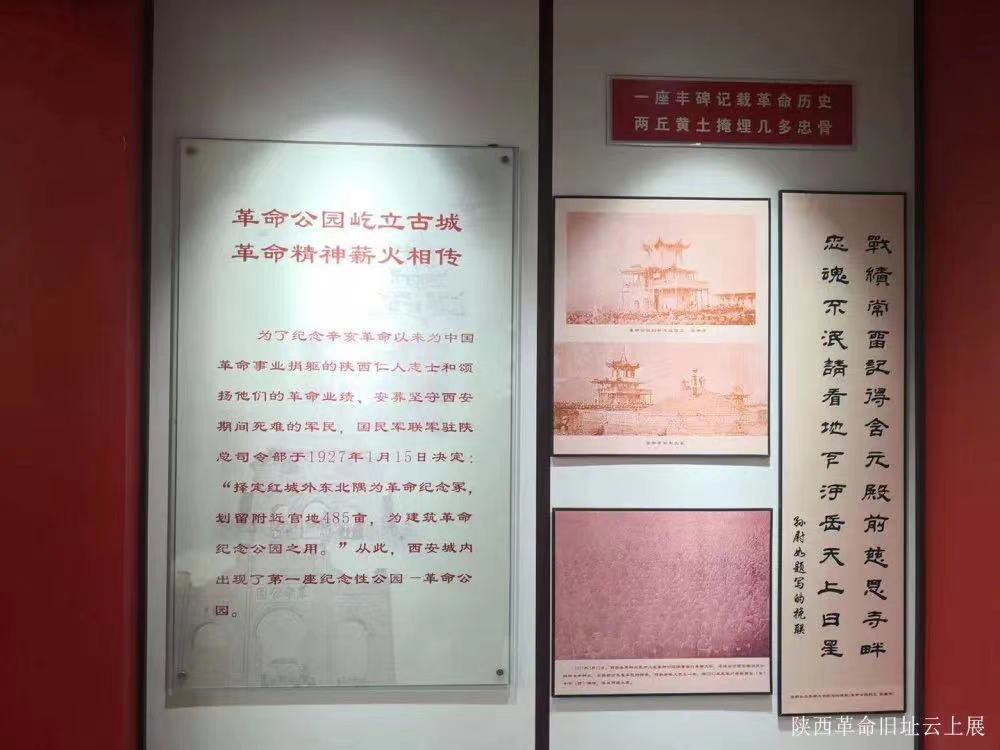 革命公园屹立古城
革命精神薪火相传
为了纪念辛亥革命以来为中国
革命事业捐躯的陕西仁人志士和颂
扬他们的革命业绩，安葬坚守西安
期间死难的军民，国民军联军驻陕
总司令部于1927年1月15日决定：
“择定红城外东北隅为革命纪念冢，
划留附近官地485亩，为建筑革命
纪念公园之用。”从此，西安城内
出现了第一座纪念性公园－革命公
园。
一座丰碑记载革命历史
两丘黄土掩埋几多忠骨
戰績常留記得含元殿前慈恩寺畔
忠魂不泯請看地下河岳天上日星
孙蔚如题写的挽联
陕西革命旧址云上展